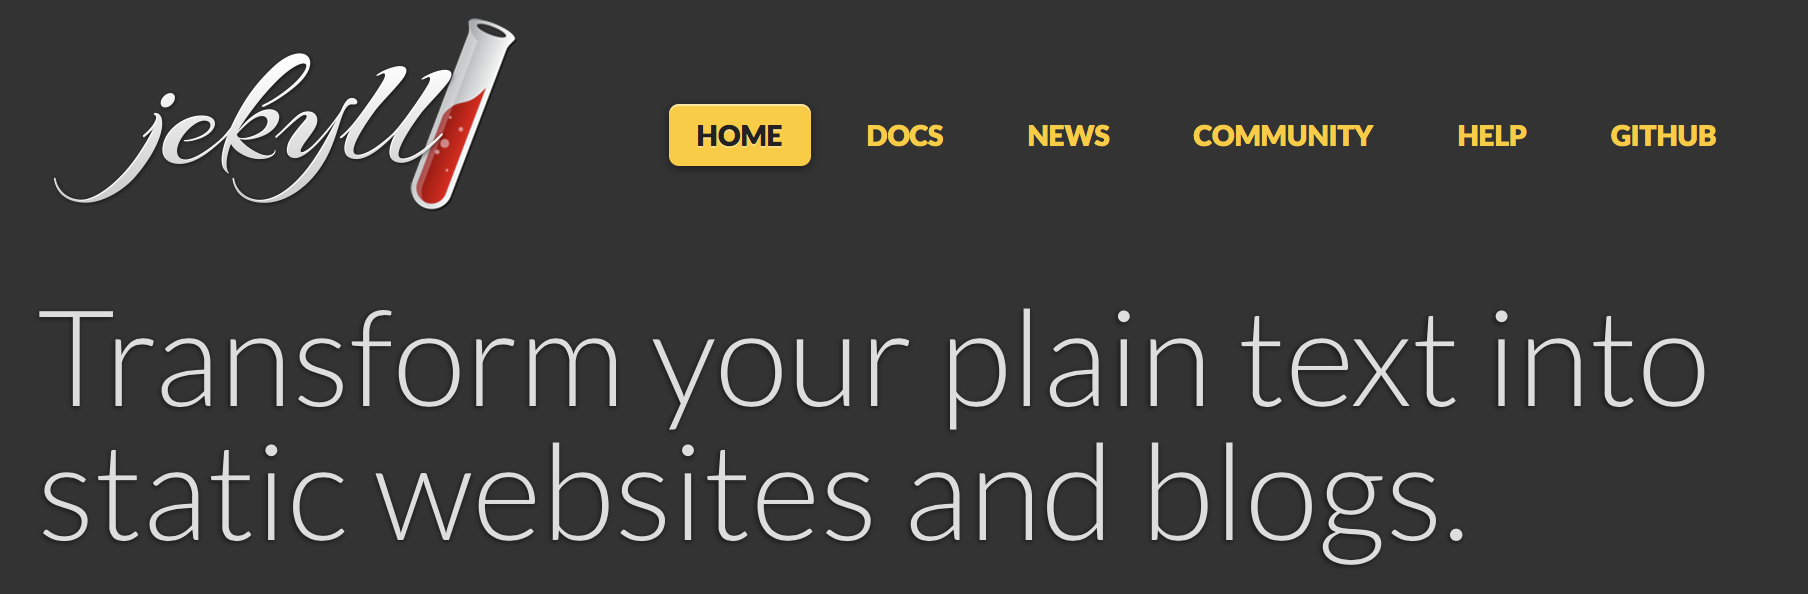 jekyll
HOME DOCS NEWS COMMUNITY HELP GITHUB
Transform your plain text into
static websites and blogs.